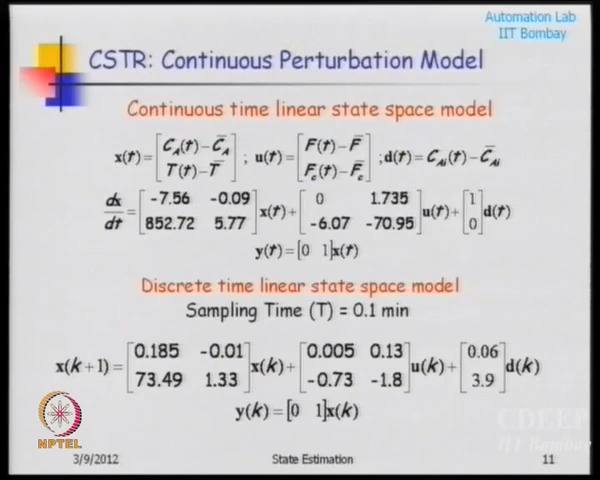 Automation Lab
IIT Bombay
CSTR: Continuous Perturbation Model
Continuous time linear state space model
x(t) = [C_A(t) − C̄_A; T(t) − T̄] ; u(t) = [F(t) − F̄; F_c(t) − F̄_c] ; d(t) = C_Ai(t) − C̄_Ai
dx/dt = [-7.56 -0.09; 852.72 5.77] x(t) + [0 1.735; -6.07 -70.95] u(t) + [1; 0] d(t)
y(t) = [0 1]x(t)
Discrete time linear state space model
Sampling Time (T) = 0.1 min
x(k + 1) = [0.185 -0.01; 73.49 1.33] x(k) + [0.005 0.13; -0.73 -1.8] u(k) + [0.06; 3.9] d(k)
y(k) = [0 1]x(k)
CDEEP
IIT Bombay
NPTEL
3/9/2012 State Estimation 11